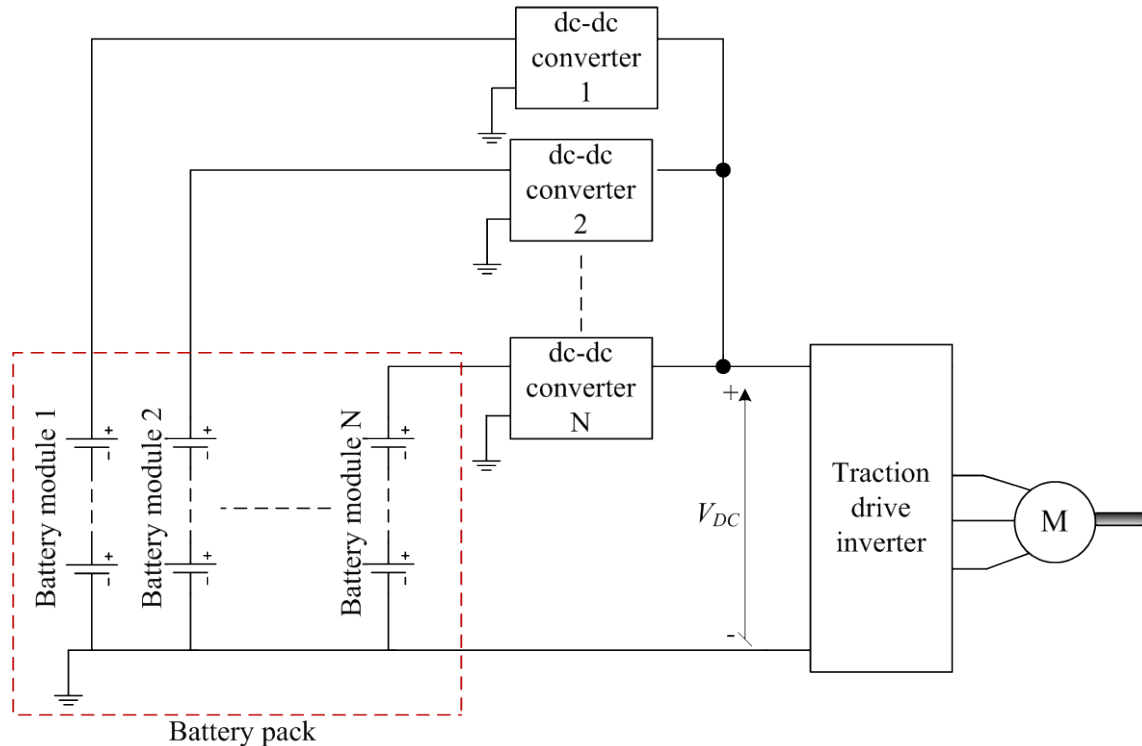 dc-dc
converter
1
dc-dc
converter
2
dc-dc
converter
N
Battery module 1
Battery module 2
Battery module N
+
-
+
-
+
-
+
-
+
-
+
-
+
V_DC
-
Traction
drive
inverter
M
Battery pack